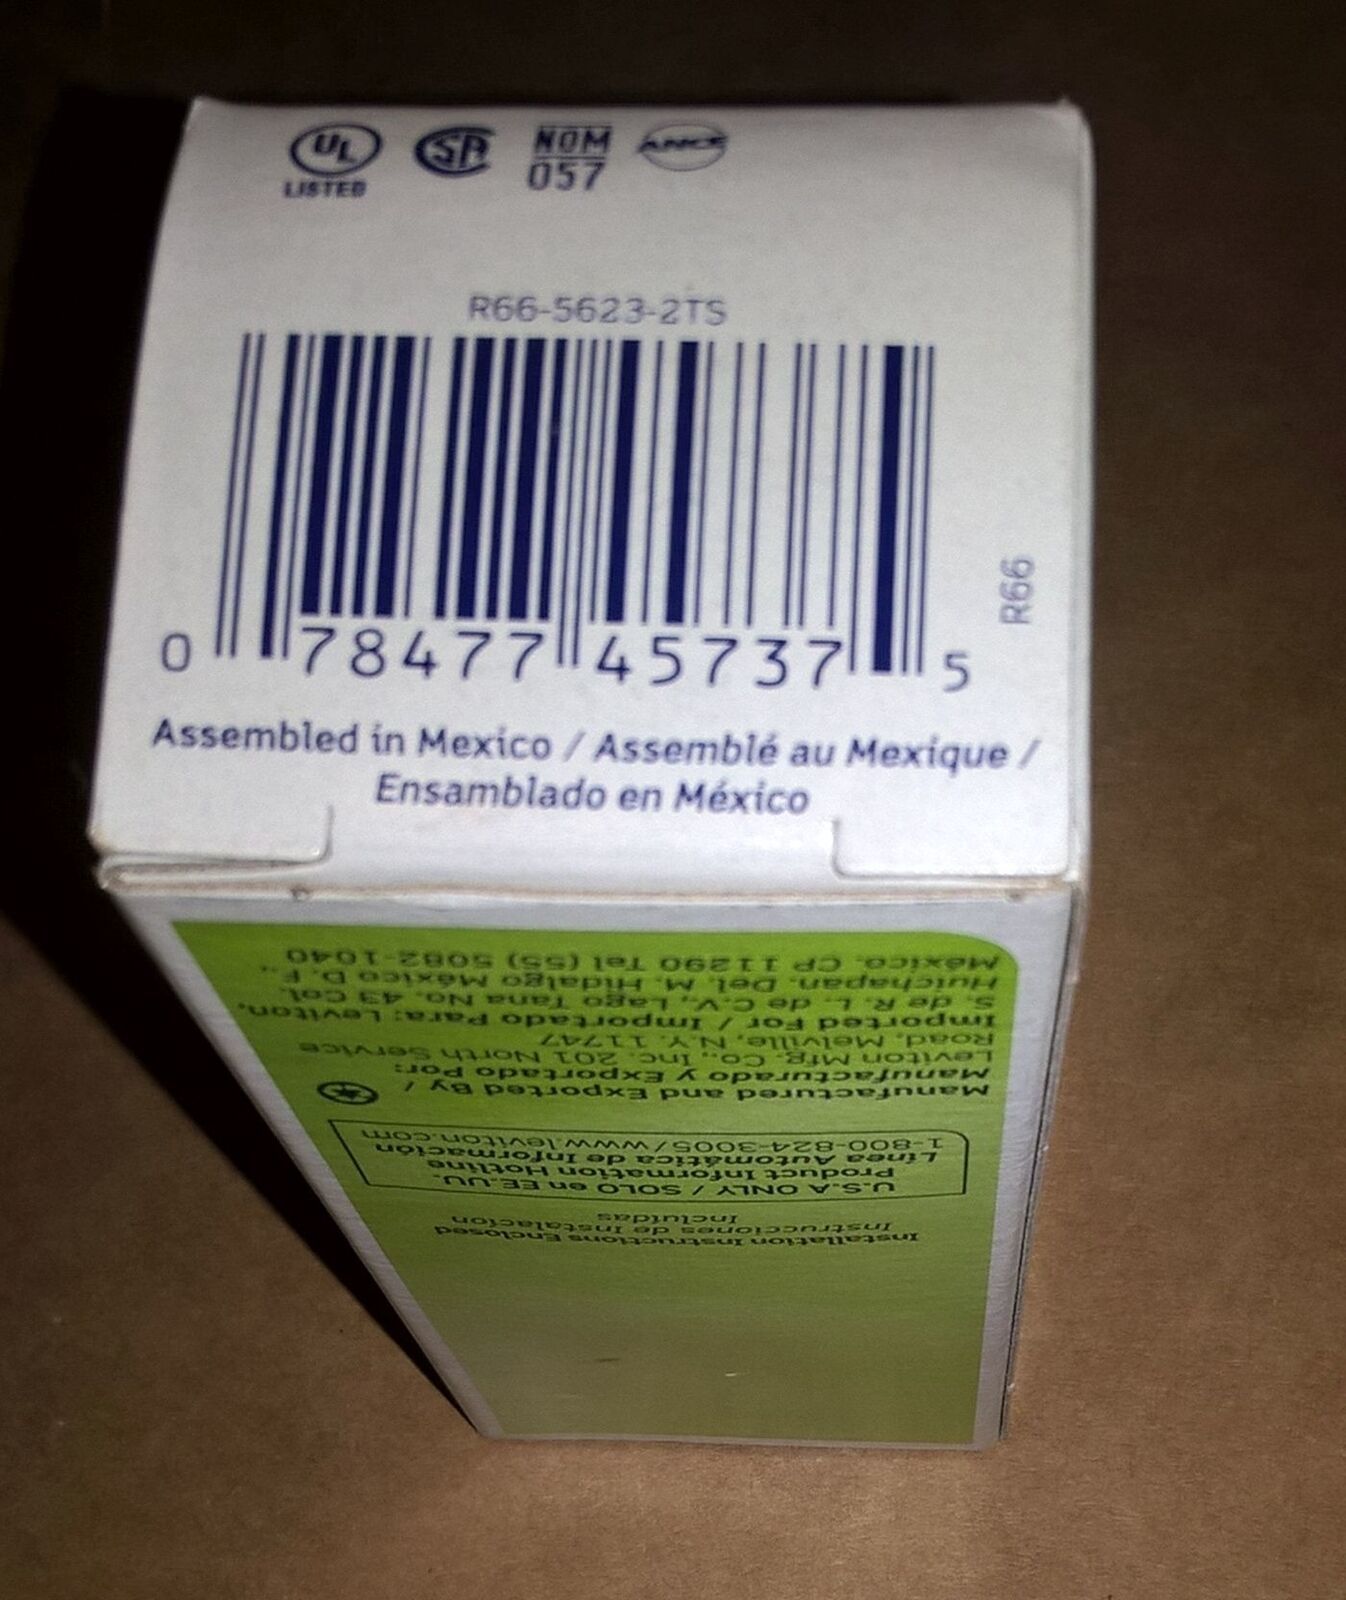 UL
LISTED
SA
NOM
057
ANCE
R66-5623-2TS
R66
0 78477 45737 5
Assembled in Mexico / Assemblé au Mexique /
Ensamblado en México
Installation Instructions Enclosed
Instrucciones de Instalación
Incluidas
U.S.A ONLY / SOLO en EE.UU.
Product Information Hotline
Línea Automática de Información
1-800-824-3005/www.leviton.com
Manufactured and Exported By /
Manufacturado y Exportado Por:
Leviton Mfg. Co., Inc. 201 North Service
Road, Melville, N.Y. 11747
Imported For / Importado Para: Leviton,
S. de R. L. de C.V., Lago Tana No. 43 Col.
Huichapan, Del. M. Hidalgo México D. F.,
México. CP 11290 Tel (55) 5082-1040